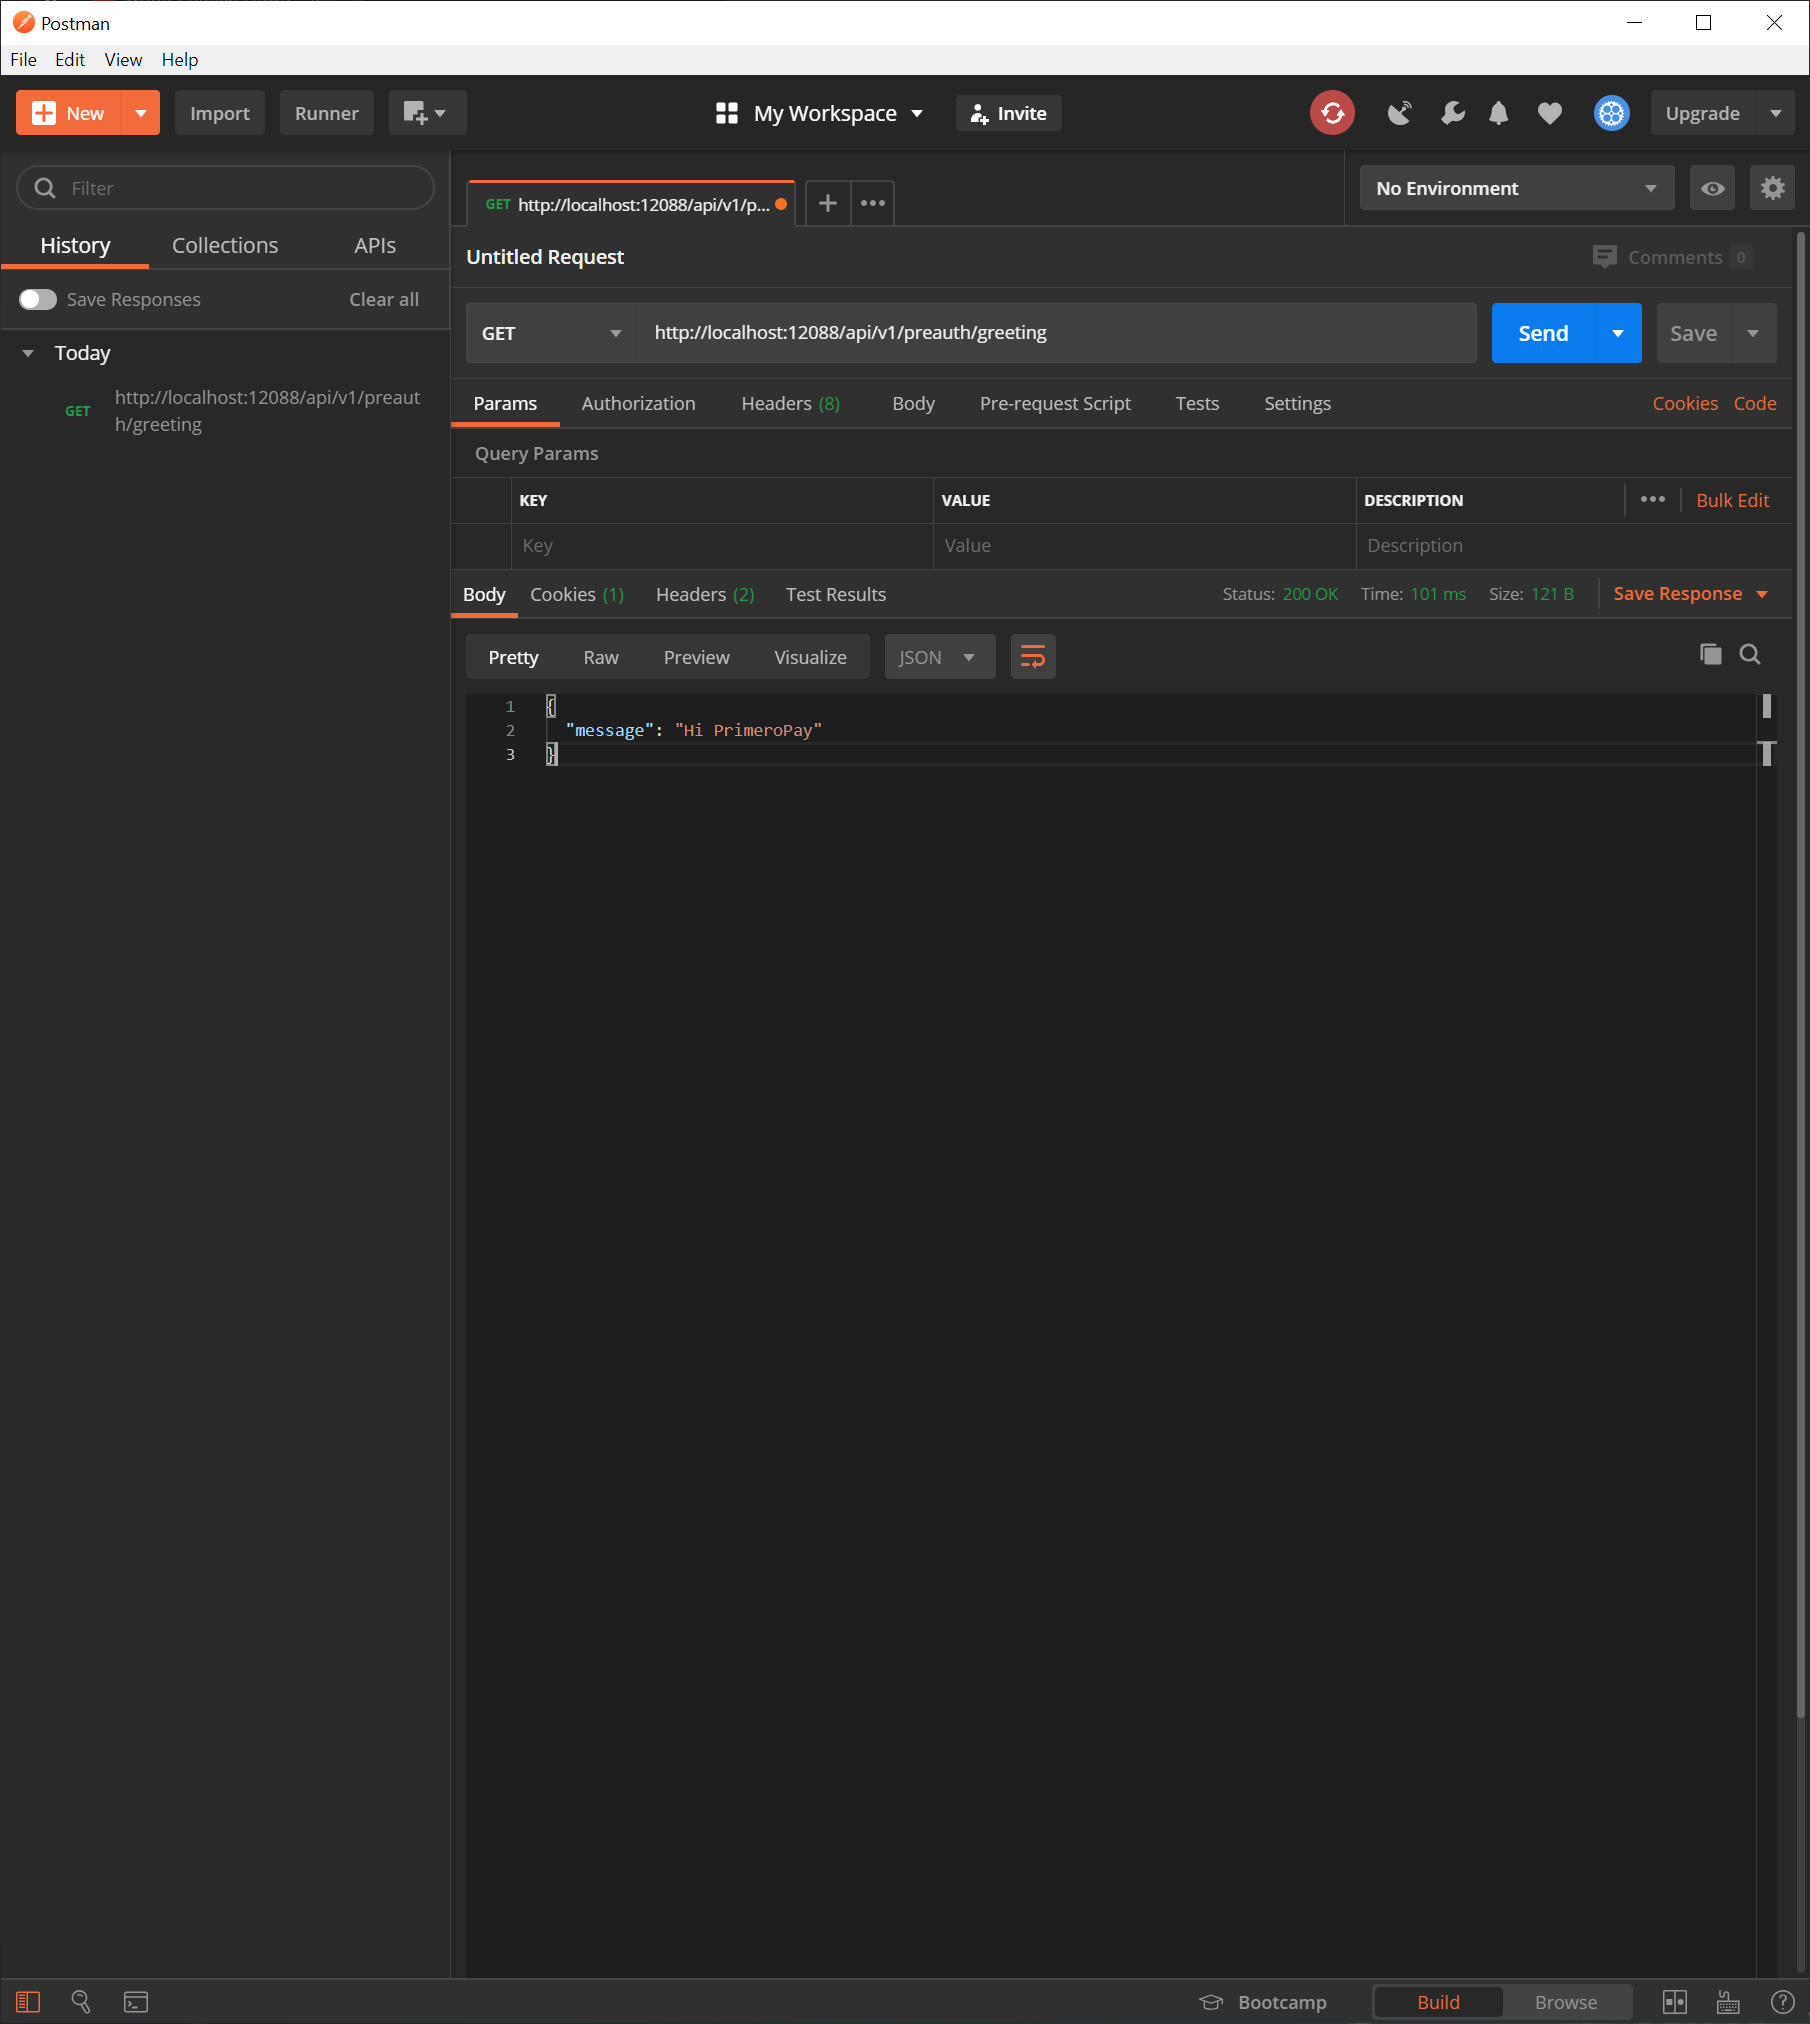 Postman
File Edit View Help
New Import Runner My Workspace Invite Upgrade
Filter
History Collections APIs
Save Responses Clear all
Today
GET http://localhost:12088/api/v1/preaut
h/greeting
GET http://localhost:12088/api/v1/p...
No Environment
Untitled Request
Comments 0
GET http://localhost:12088/api/v1/preauth/greeting Send Save
Params Authorization Headers (8) Body Pre-request Script Tests Settings Cookies Code
Query Params
KEY VALUE DESCRIPTION ••• Bulk Edit
Key Value Description
Body Cookies (1) Headers (2) Test Results Status: 200 OK Time: 101 ms Size: 121 B Save Response
Pretty Raw Preview Visualize JSON
1 {
2 "message": "Hi PrimeroPay"
3 }
Bootcamp Build Browse ?